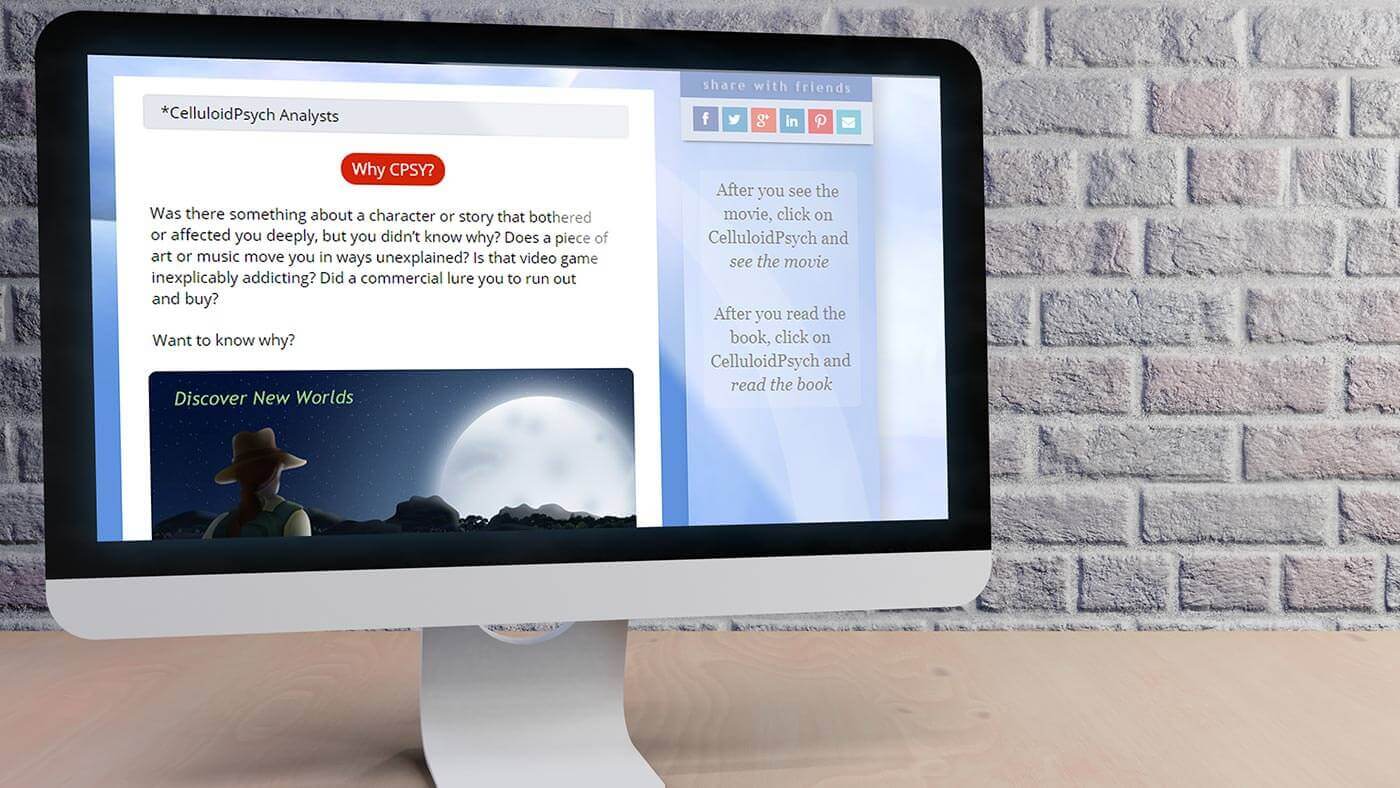 *CelluloidPsych Analysts
Why CPSY?
Was there something about a character or story that bothered
or affected you deeply, but you didn't know why? Does a piece of
art or music move you in ways unexplained? Is that video game
inexplicably addicting? Did a commercial lure you to run out
and buy?
Want to know why?
Discover New Worlds
share with friends
f
g+
in
After you see the
movie, click on
CelluloidPsych and
see the movie
After you read the
book, click on
CelluloidPsych and
read the book